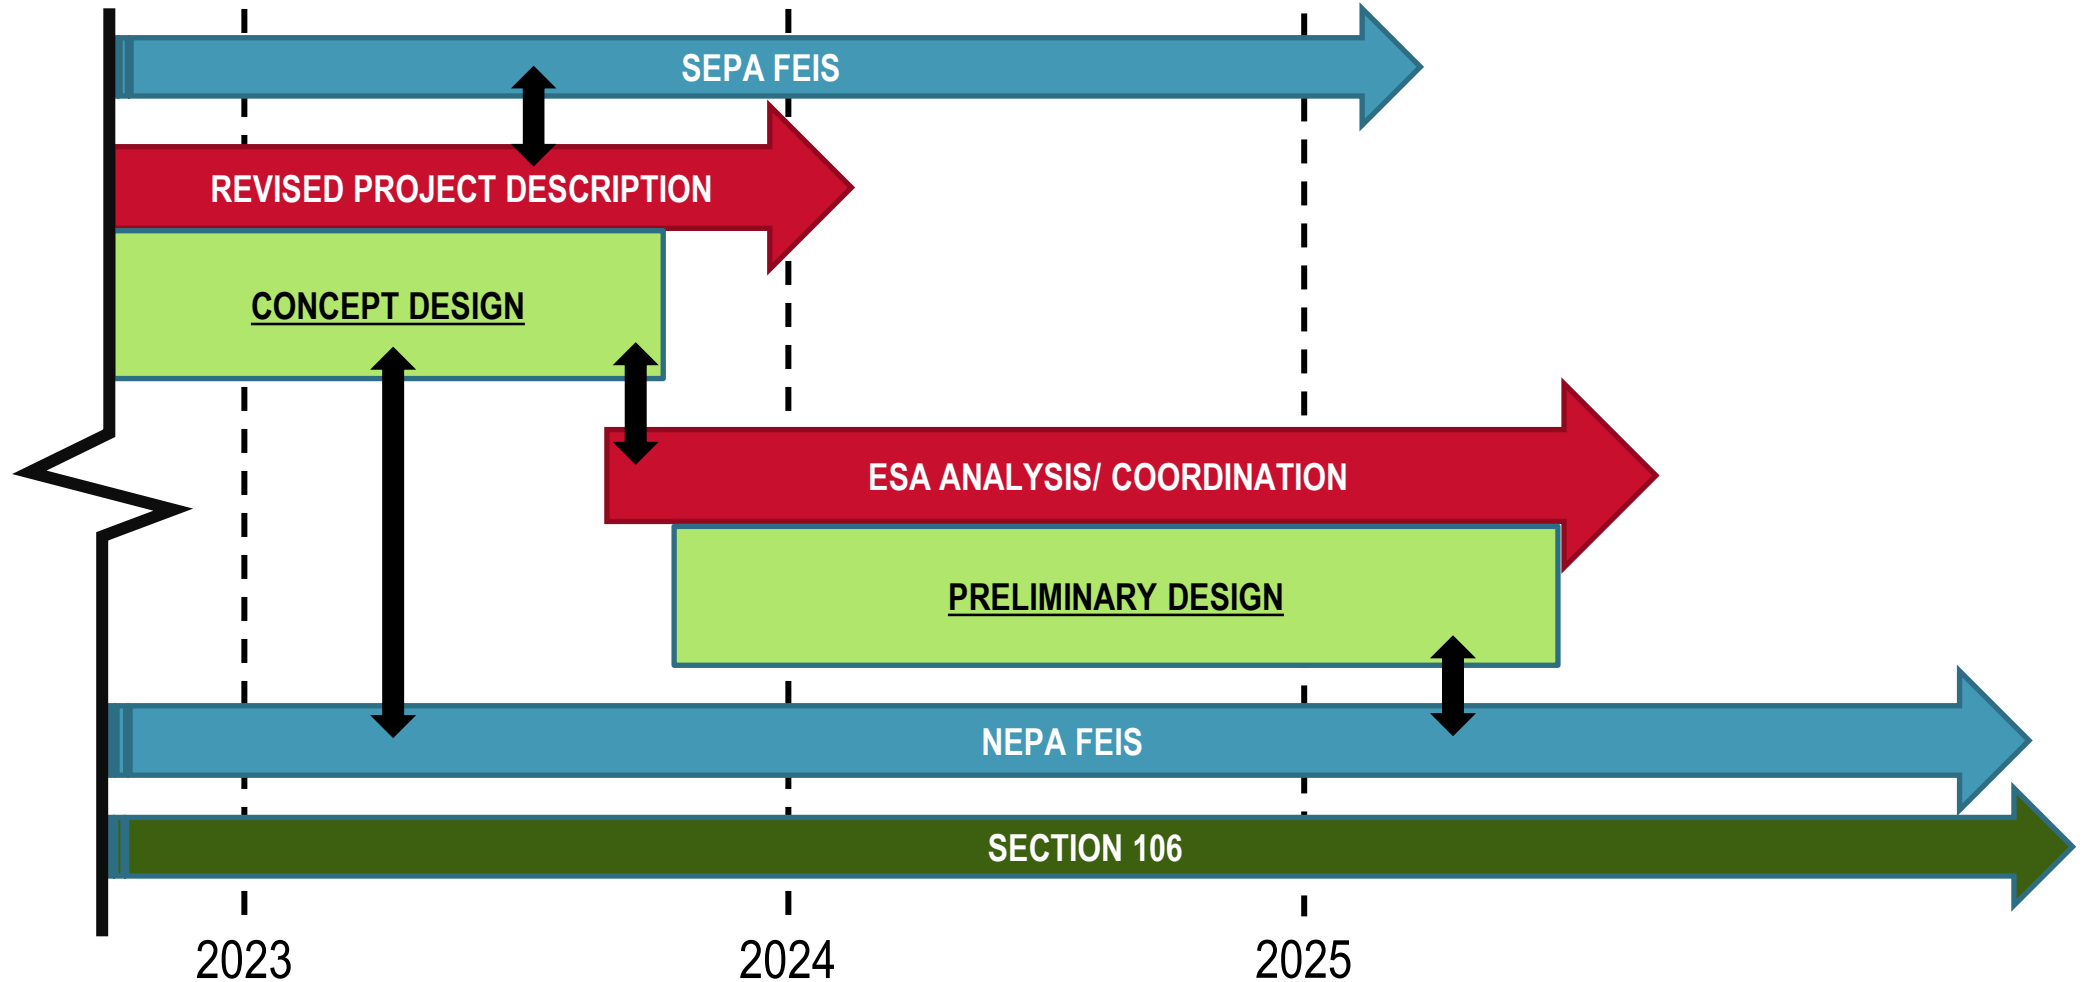 SEPA FEIS
REVISED PROJECT DESCRIPTION
CONCEPT DESIGN
ESA ANALYSIS/ COORDINATION
PRELIMINARY DESIGN
NEPA FEIS
SECTION 106
2023
2024
2025